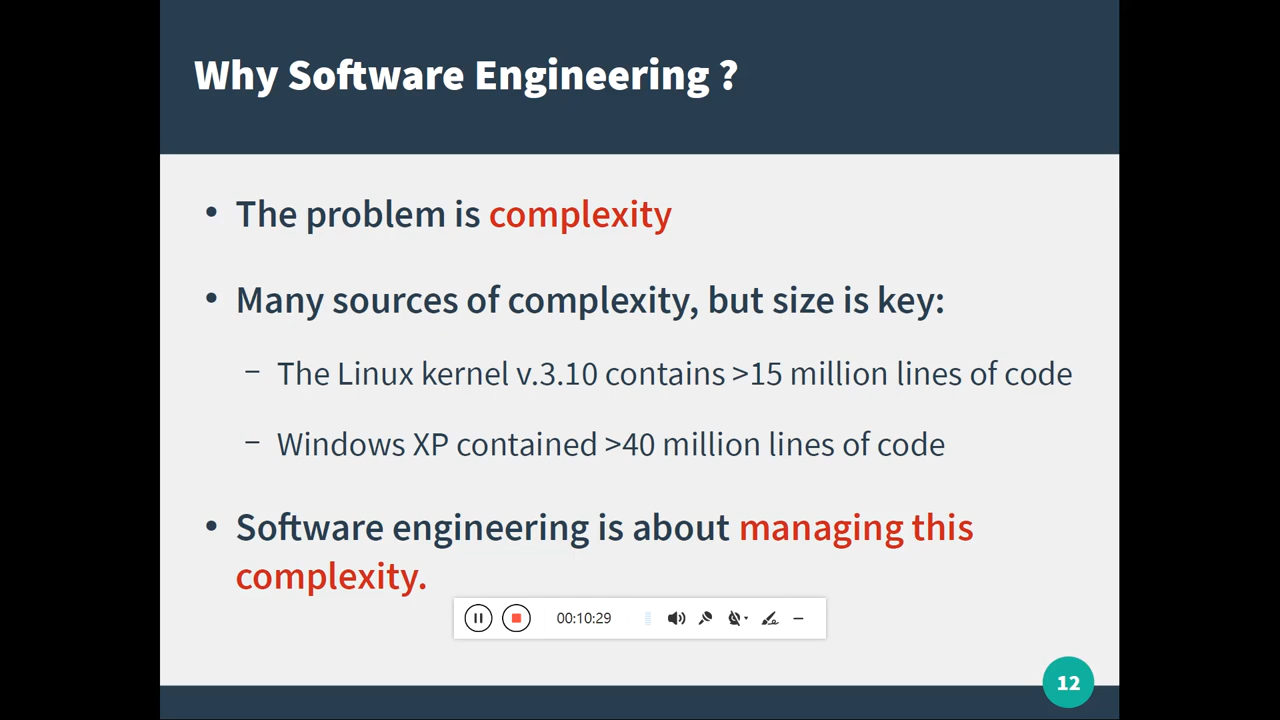 Why Software Engineering ?
• The problem is complexity
• Many sources of complexity, but size is key:
– The Linux kernel v.3.10 contains >15 million lines of code
– Windows XP contained >40 million lines of code
• Software engineering is about managing this
complexity.
00:10:29
12